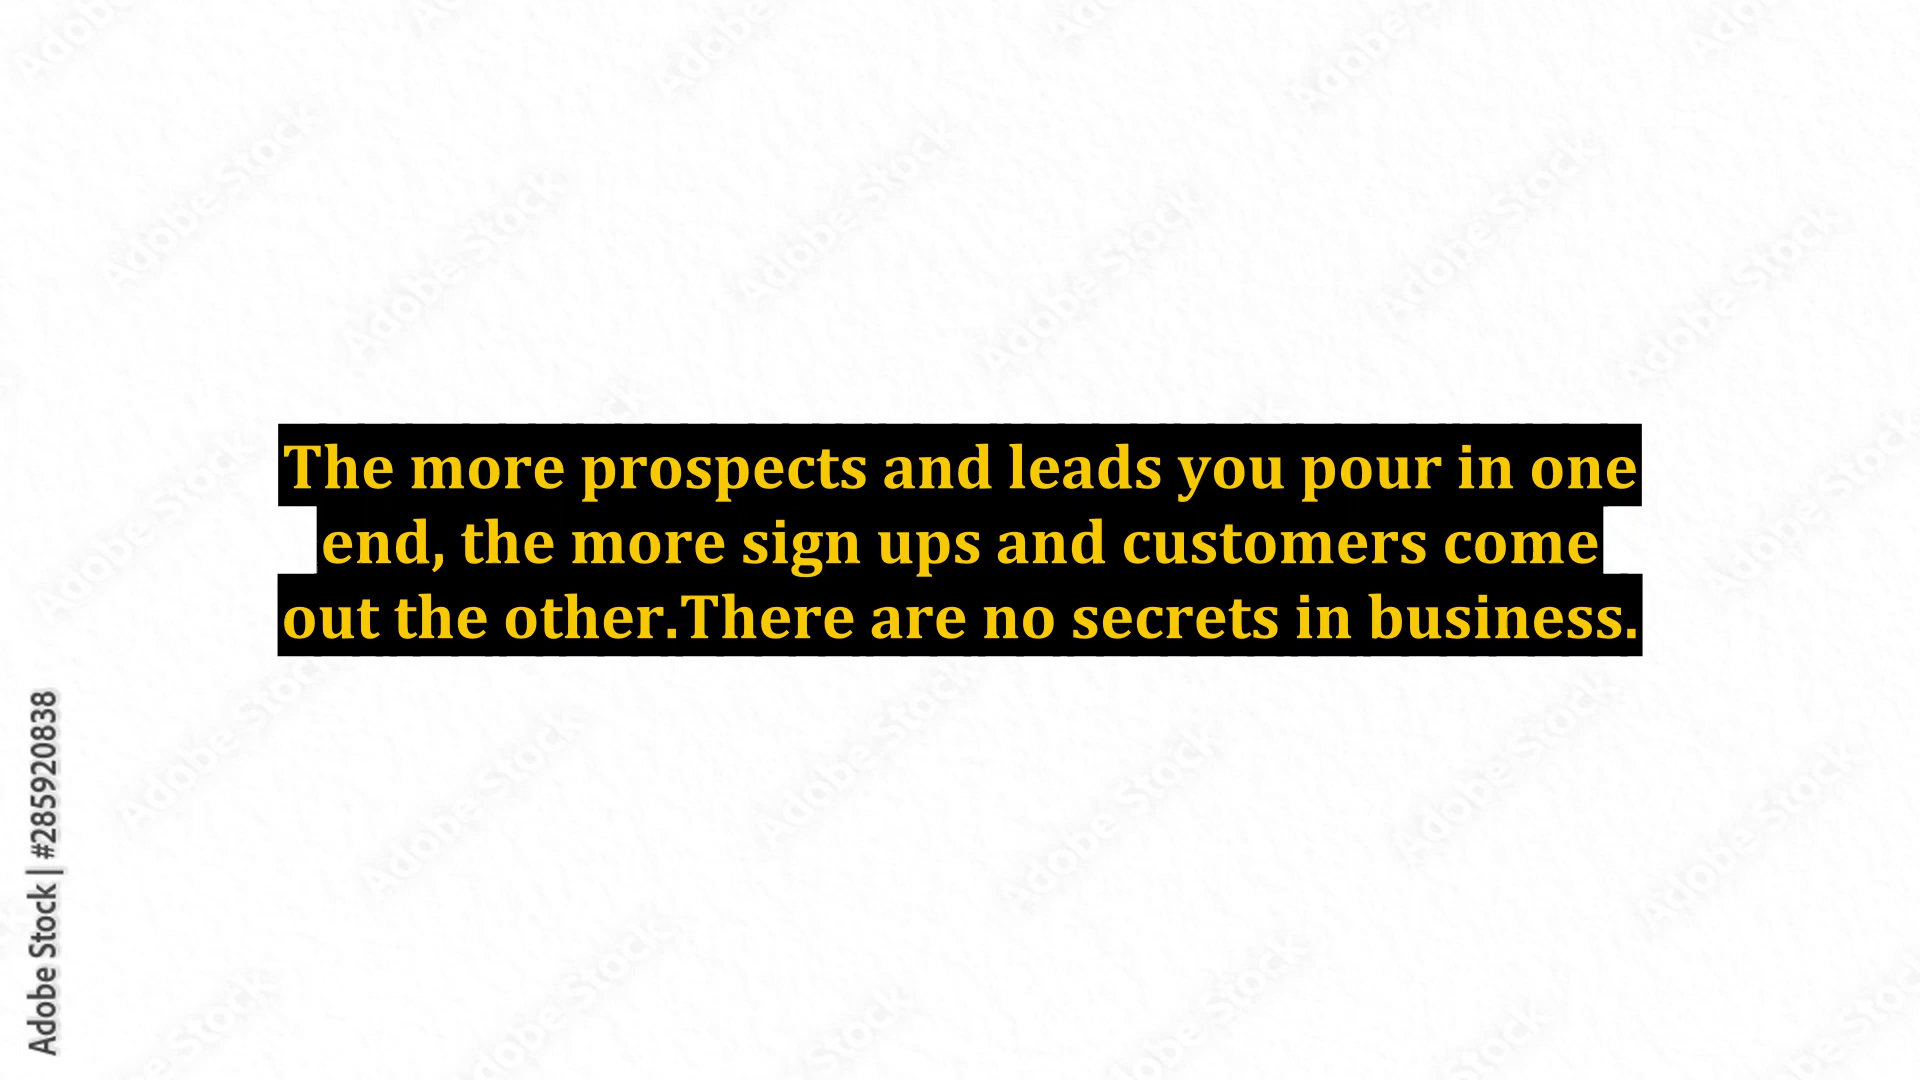 The more prospects and leads you pour in one
end, the more sign ups and customers come
out the other.There are no secrets in business.
Adobe Stock | #285920838